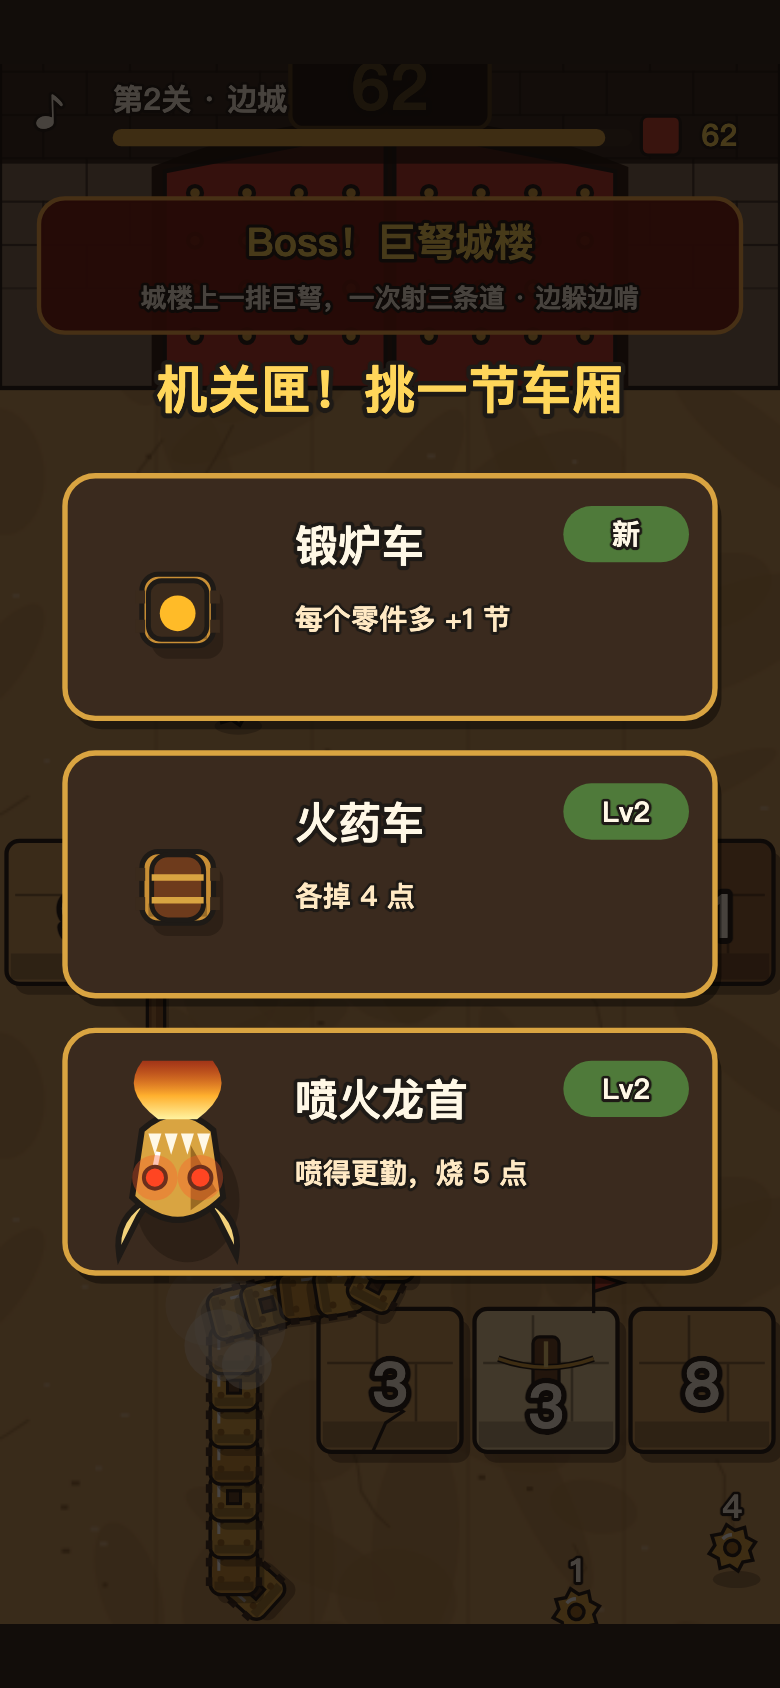 62
第2关 · 边城
62
Boss！巨弩城楼
城楼上一排巨弩，一次射三条道 · 边躲边啃
机关匣！挑一节车厢
锻炉车
新
每个零件多 +1 节
火药车
Lv2
各掉 4 点
1
喷火龙首
Lv2
喷得更勤，烧 5 点
3
3
8
4
1